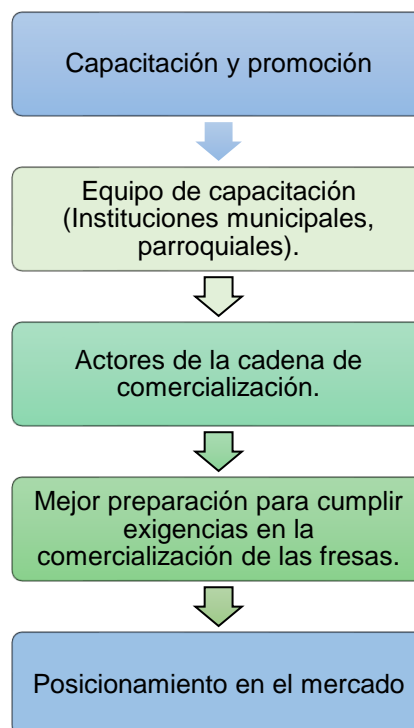 Capacitación y promoción
Equipo de capacitación
(Instituciones municipales,
parroquiales).
Actores de la cadena de
comercialización.
Mejor preparación para cumplir
exigencias en la
comercialización de las fresas.
Posicionamiento en el mercado